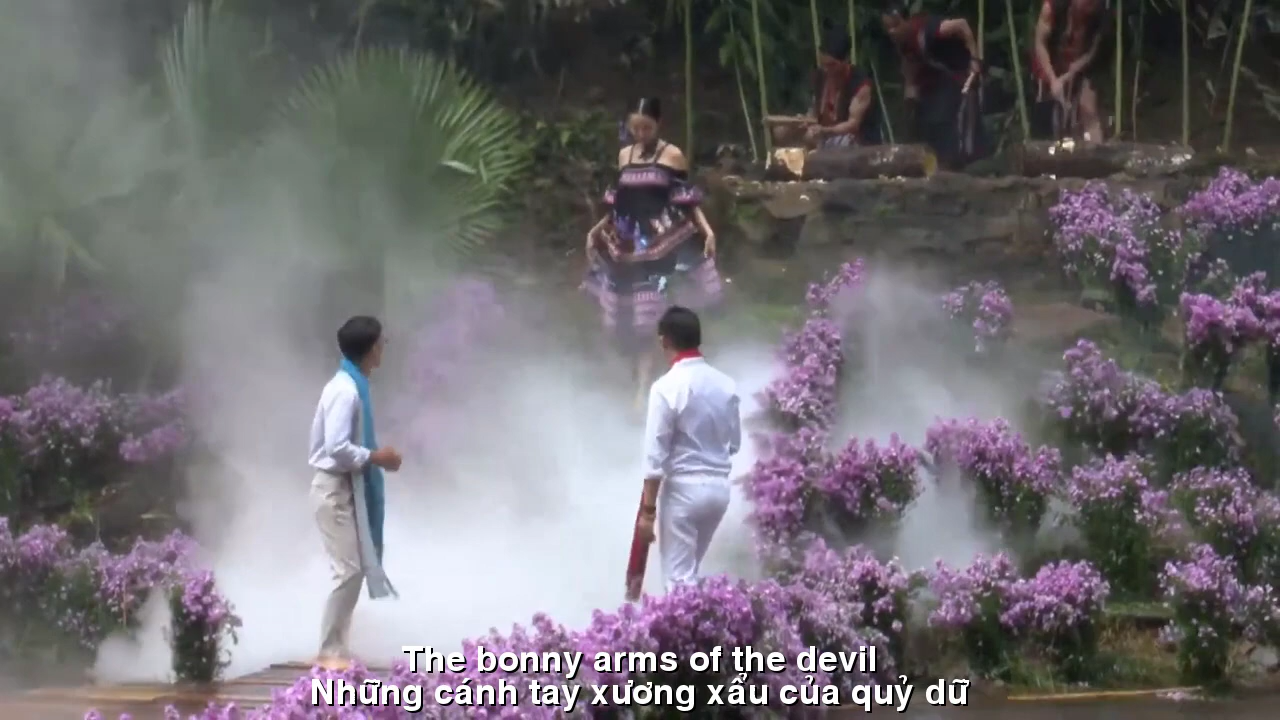 The bonny arms of the devil
Những cánh tay xương xẩu của quỷ dữ